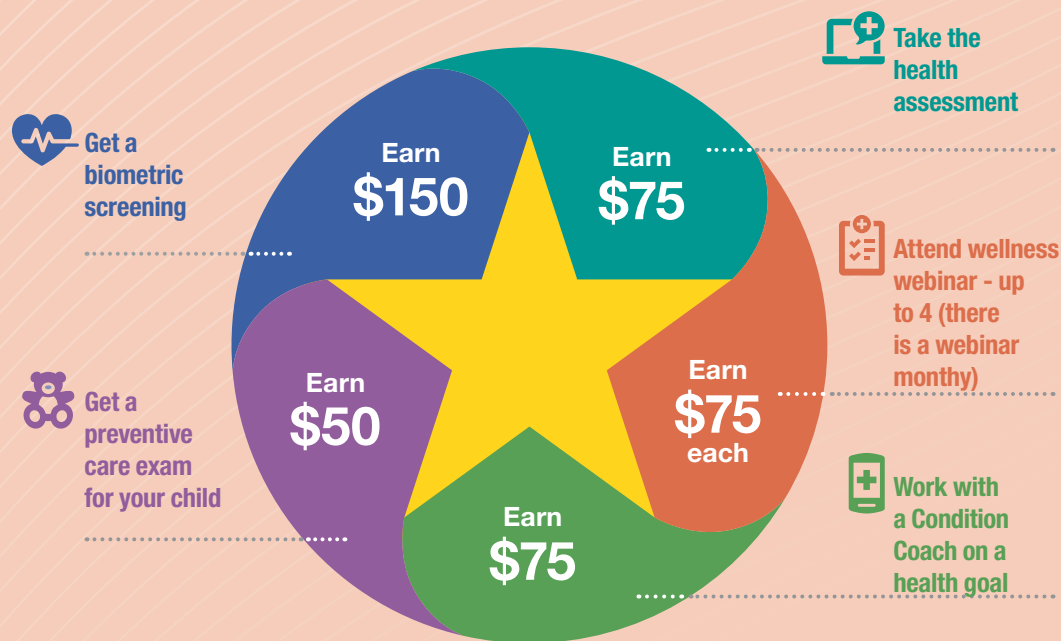 Take the
health
assessment
Get a
biometric
screening
Earn
$150
Earn
$75
Attend wellness
webinar - up
to 4 (there
is a webinar
monthy)
Earn
$75
each
Get a
preventive
care exam
for your child
Earn
$50
Work with
a Condition
Coach on a
health goal
Earn
$75